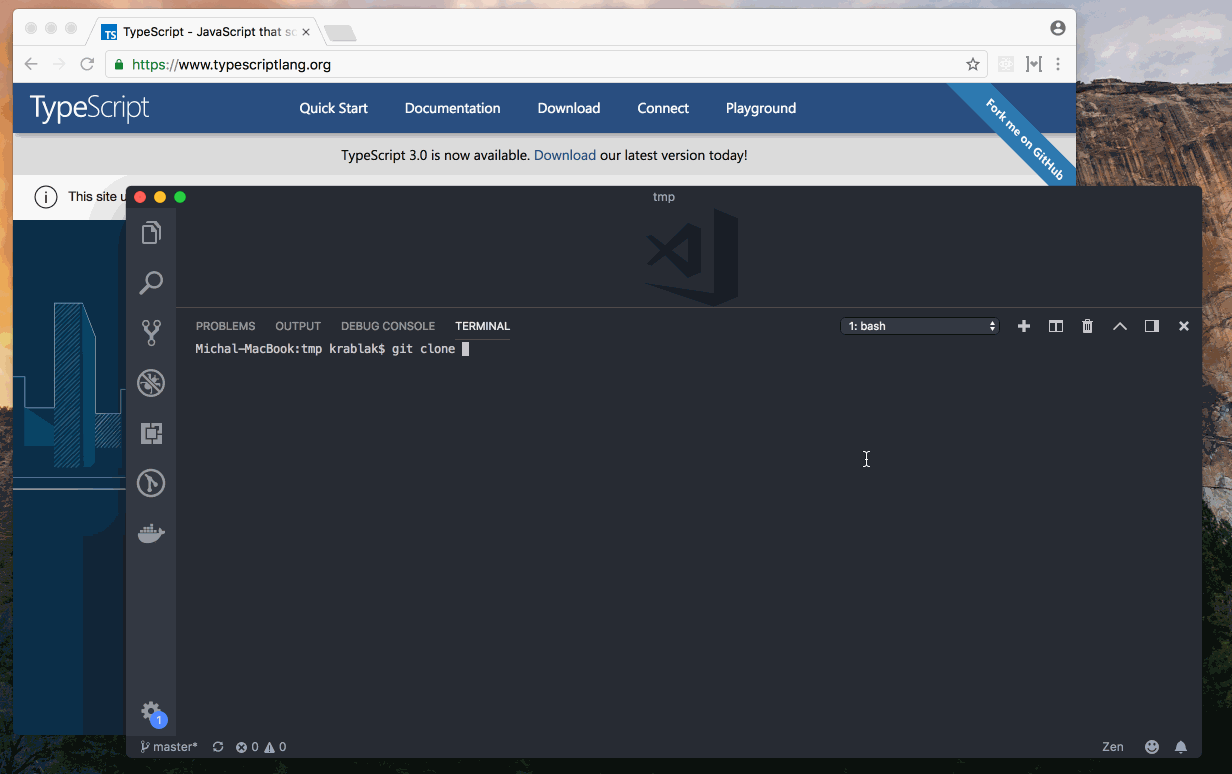 TS TypeScript - JavaScript that sc
https://www.typescriptlang.org
TypeScript
Quick Start Documentation Download Connect Playground
Fork me on GitHub
TypeScript 3.0 is now available. Download our latest version today!
This site u
tmp
PROBLEMS OUTPUT DEBUG CONSOLE TERMINAL
1: bash
Michal-MacBook:tmp krablak$ git clone
1
master* 0 0
Zen